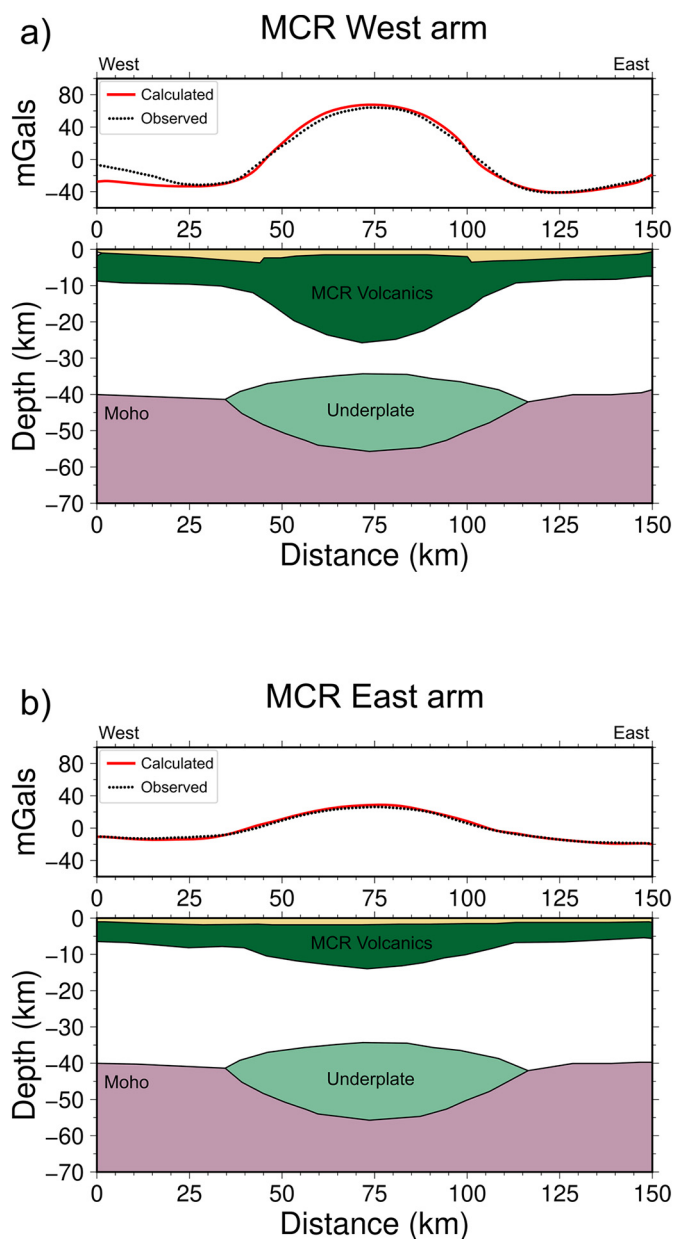 a) MCR West arm
West East
80
40
0
−40
mGals
Calculated
Observed
0 25 50 75 100 125 150
0
−10
−20
−30
−40
−50
−60
−70
Depth (km)
MCR Volcanics
Underplate
Moho
0 25 50 75 100 125 150
Distance (km)
b) MCR East arm
West East
80
40
0
−40
mGals
Calculated
Observed
0 25 50 75 100 125 150
0
−10
−20
−30
−40
−50
−60
−70
Depth (km)
MCR Volcanics
Underplate
Moho
0 25 50 75 100 125 150
Distance (km)